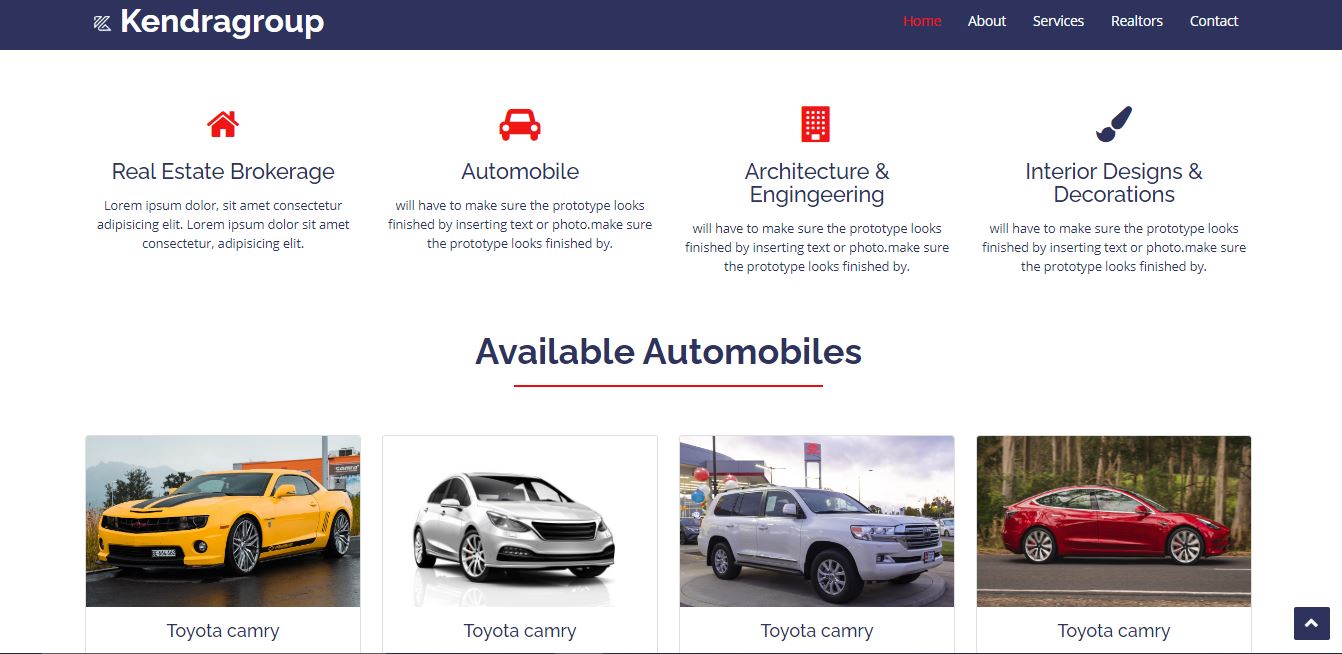 Kendragroup
Home About Services Realtors Contact
Real Estate Brokerage
Lorem ipsum dolor, sit amet consectetur
adipisicing elit. Lorem ipsum dolor sit amet
consectetur, adipisicing elit.
Automobile
will have to make sure the prototype looks
finished by inserting text or photo.make sure
the prototype looks finished by.
Architecture &
Engingeering
will have to make sure the prototype looks
finished by inserting text or photo.make sure
the prototype looks finished by.
Interior Designs &
Decorations
will have to make sure the prototype looks
finished by inserting text or photo.make sure
the prototype looks finished by.
Available Automobiles
Toyota camry
Toyota camry
Toyota camry
Toyota camry